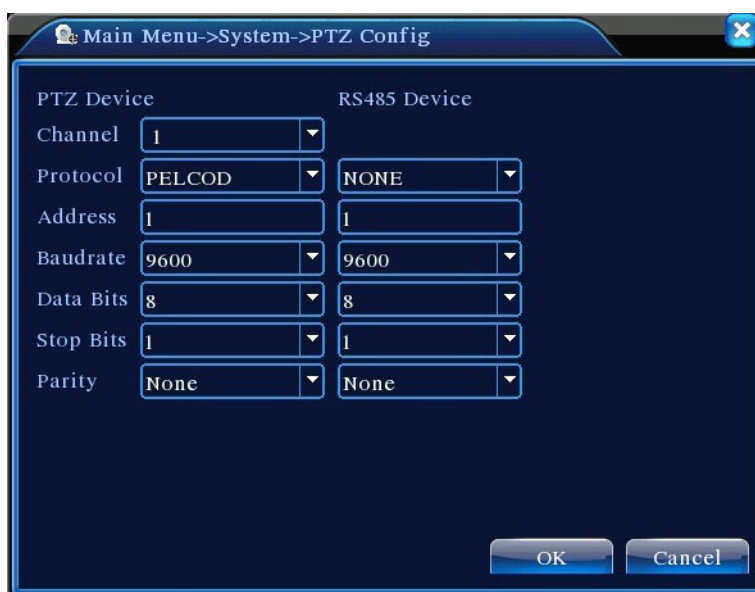 Main Menu->System->PTZ Config
PTZ Device RS485 Device
Channel 1
Protocol PELCOD NONE
Address 1 1
Baudrate 9600 9600
Data Bits 8 8
Stop Bits 1 1
Parity None None
OK Cancel